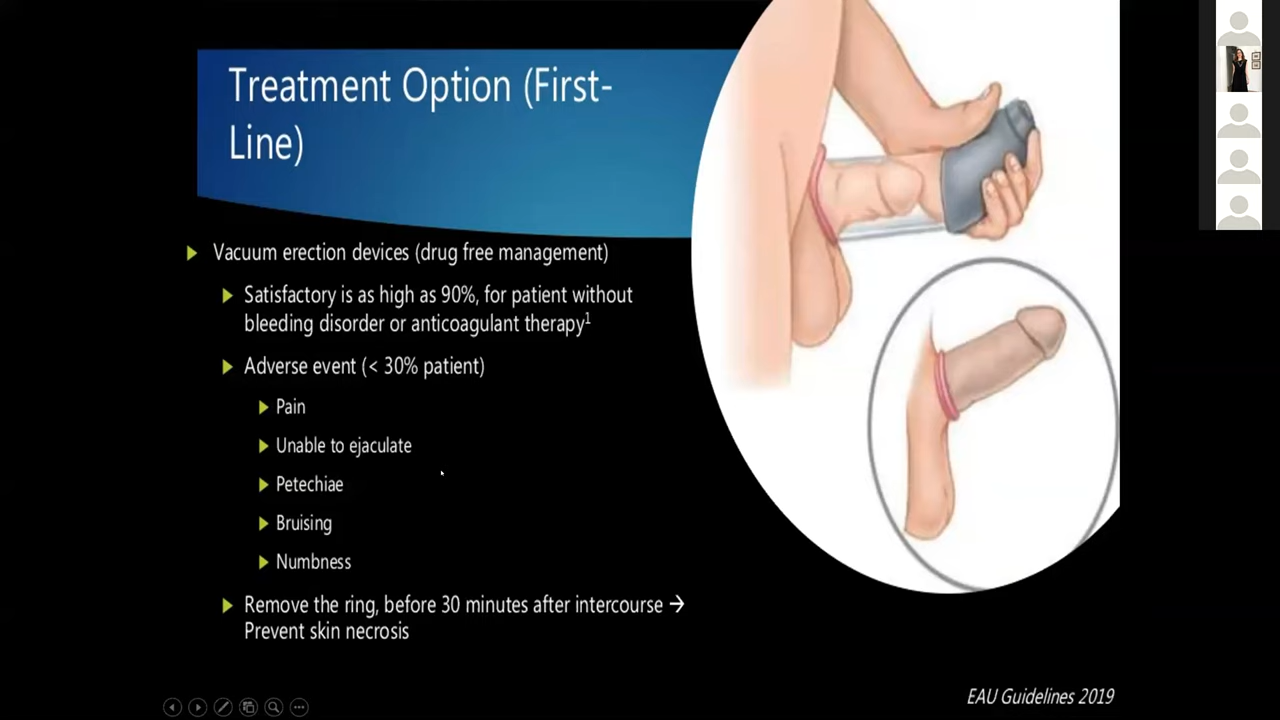 Treatment Option (First-
Line)
Vacuum erection devices (drug free management)
Satisfactory is as high as 90%, for patient without
bleeding disorder or anticoagulant therapy1
Adverse event (< 30% patient)
Pain
Unable to ejaculate
Petechiae
Bruising
Numbness
Remove the ring, before 30 minutes after intercourse →
Prevent skin necrosis
EAU Guidelines 2019